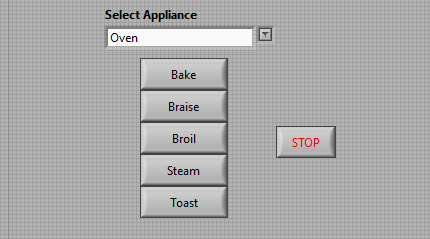 Select Appliance
Oven
Bake
Braise
Broil
STOP
Steam
Toast